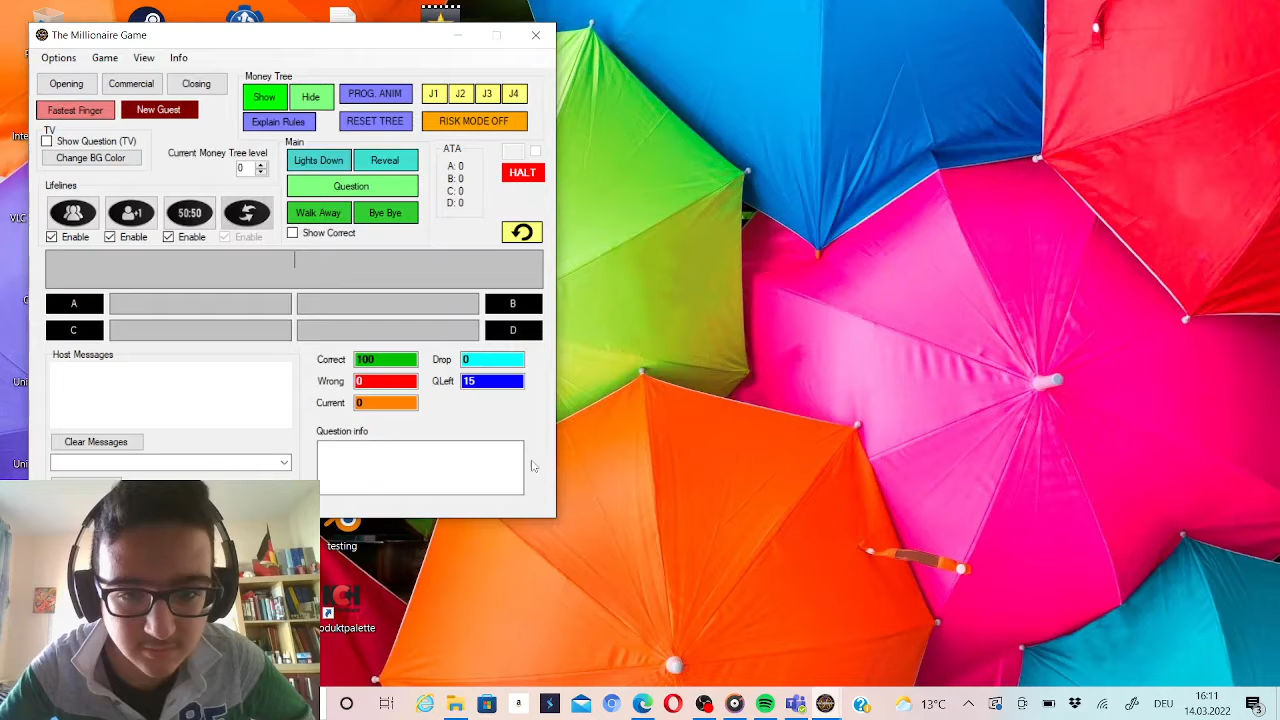 The Millionaire Game
Options Game View Info
Opening Commercial Closing
Fastest Finger New Guest
Money Tree
Show Hide PROG. ANIM J1 J2 J3 J4
Explain Rules RESET TREE RISK MODE OFF
TV
Show Question (TV)
Change BG Color
Current Money Tree level
0
Main
Lights Down Reveal
Question
Walk Away Bye Bye
Show Correct
ATA
A: 0
B: 0
C: 0
D: 0
HALT
Lifelines
+1 50:50
Enable Enable Enable Enable
A B
C D
Host Messages
Clear Messages
Correct 100 Drop 0
Wrong 0 QLeft 15
Current 0
Question info
testing
oduktpalette
13°C
DEU
16:11
14.03.2022
3